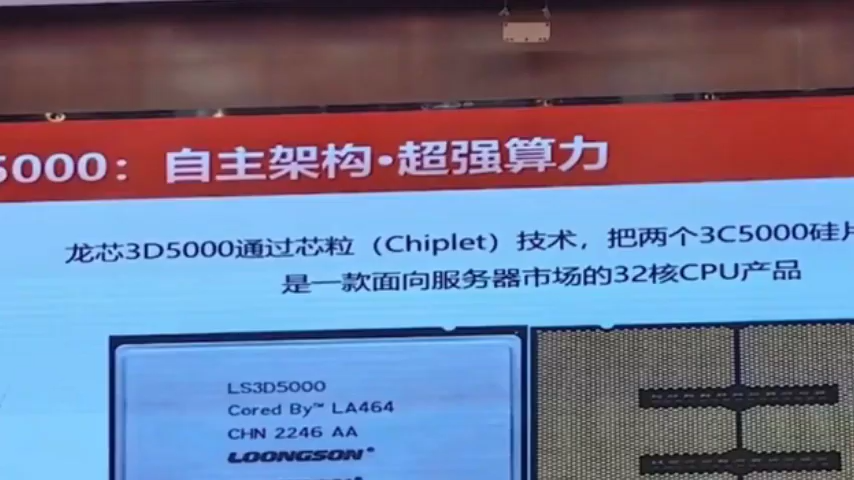 5000：自主架构·超强算力
龙芯3D5000通过芯粒（Chiplet）技术，把两个3C5000硅片
是一款面向服务器市场的32核CPU产品
LS3D5000
Cored By™ LA464
CHN 2246 AA
LOONGSON®